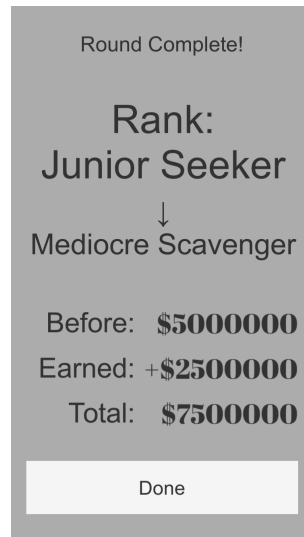 Round Complete!
Rank:
Junior Seeker
↓
Mediocre Scavenger
Before: $5000000
Earned: +$2500000
Total: $7500000
Done